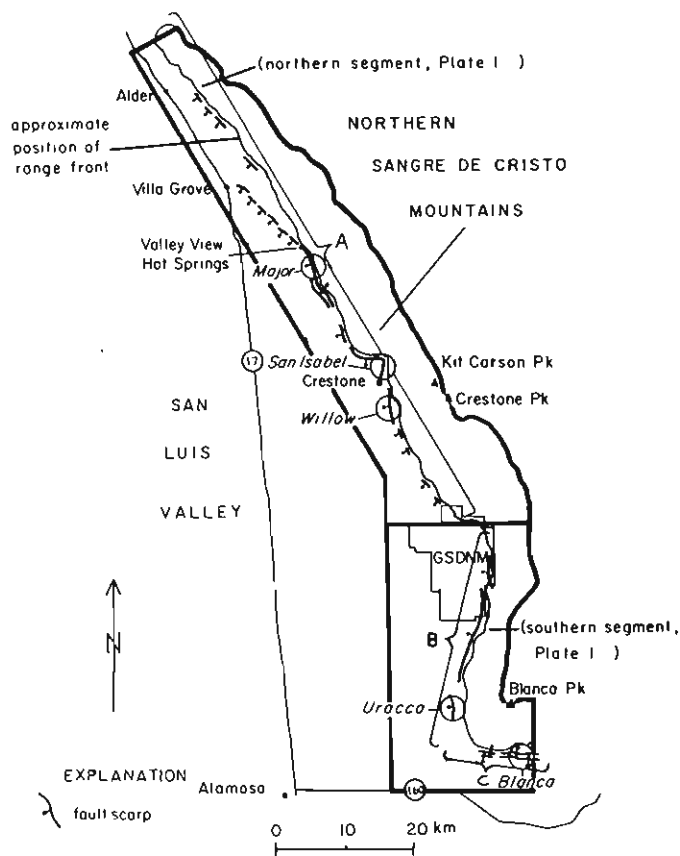 (northern segment, Plate I )
Alder
NORTHERN
approximate
position of
range front
SANGRE DE CRISTO
Villa Grove
MOUNTAINS
A
Valley View
Hot Springs
Major
17
San Isabel
Crestone
Kit Carson Pk
Crestone Pk
SAN
Willow
LUIS
VALLEY
GSDNM
N
B
(southern segment,
Plate I )
Blanca Pk
Uracca
EXPLANATION
C
Blanca
Alamosa
160
fault scarp
0 10 20 km